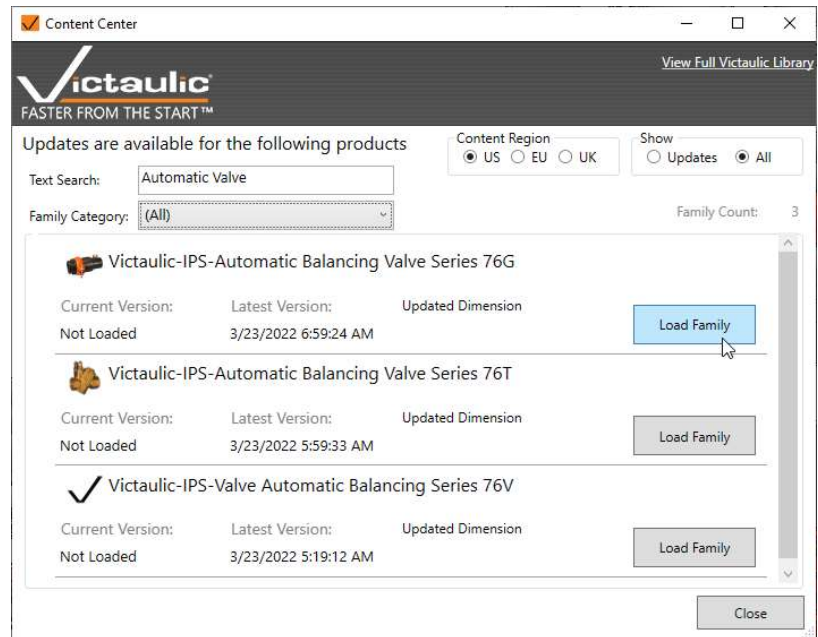 Content Center
View Full Victaulic Library
Victaulic®
FASTER FROM THE START™
Updates are available for the following products
Content Region
US EU UK
Show
Updates All
Text Search: Automatic Valve
Family Category: (All)
Family Count: 3
Victaulic-IPS-Automatic Balancing Valve Series 76G
Current Version: Latest Version: Updated Dimension
Not Loaded 3/23/2022 6:59:24 AM
Load Family
Victaulic-IPS-Automatic Balancing Valve Series 76T
Current Version: Latest Version: Updated Dimension
Not Loaded 3/23/2022 5:59:33 AM
Load Family
Victaulic-IPS-Valve Automatic Balancing Series 76V
Current Version: Latest Version: Updated Dimension
Not Loaded 3/23/2022 5:19:12 AM
Load Family
Close